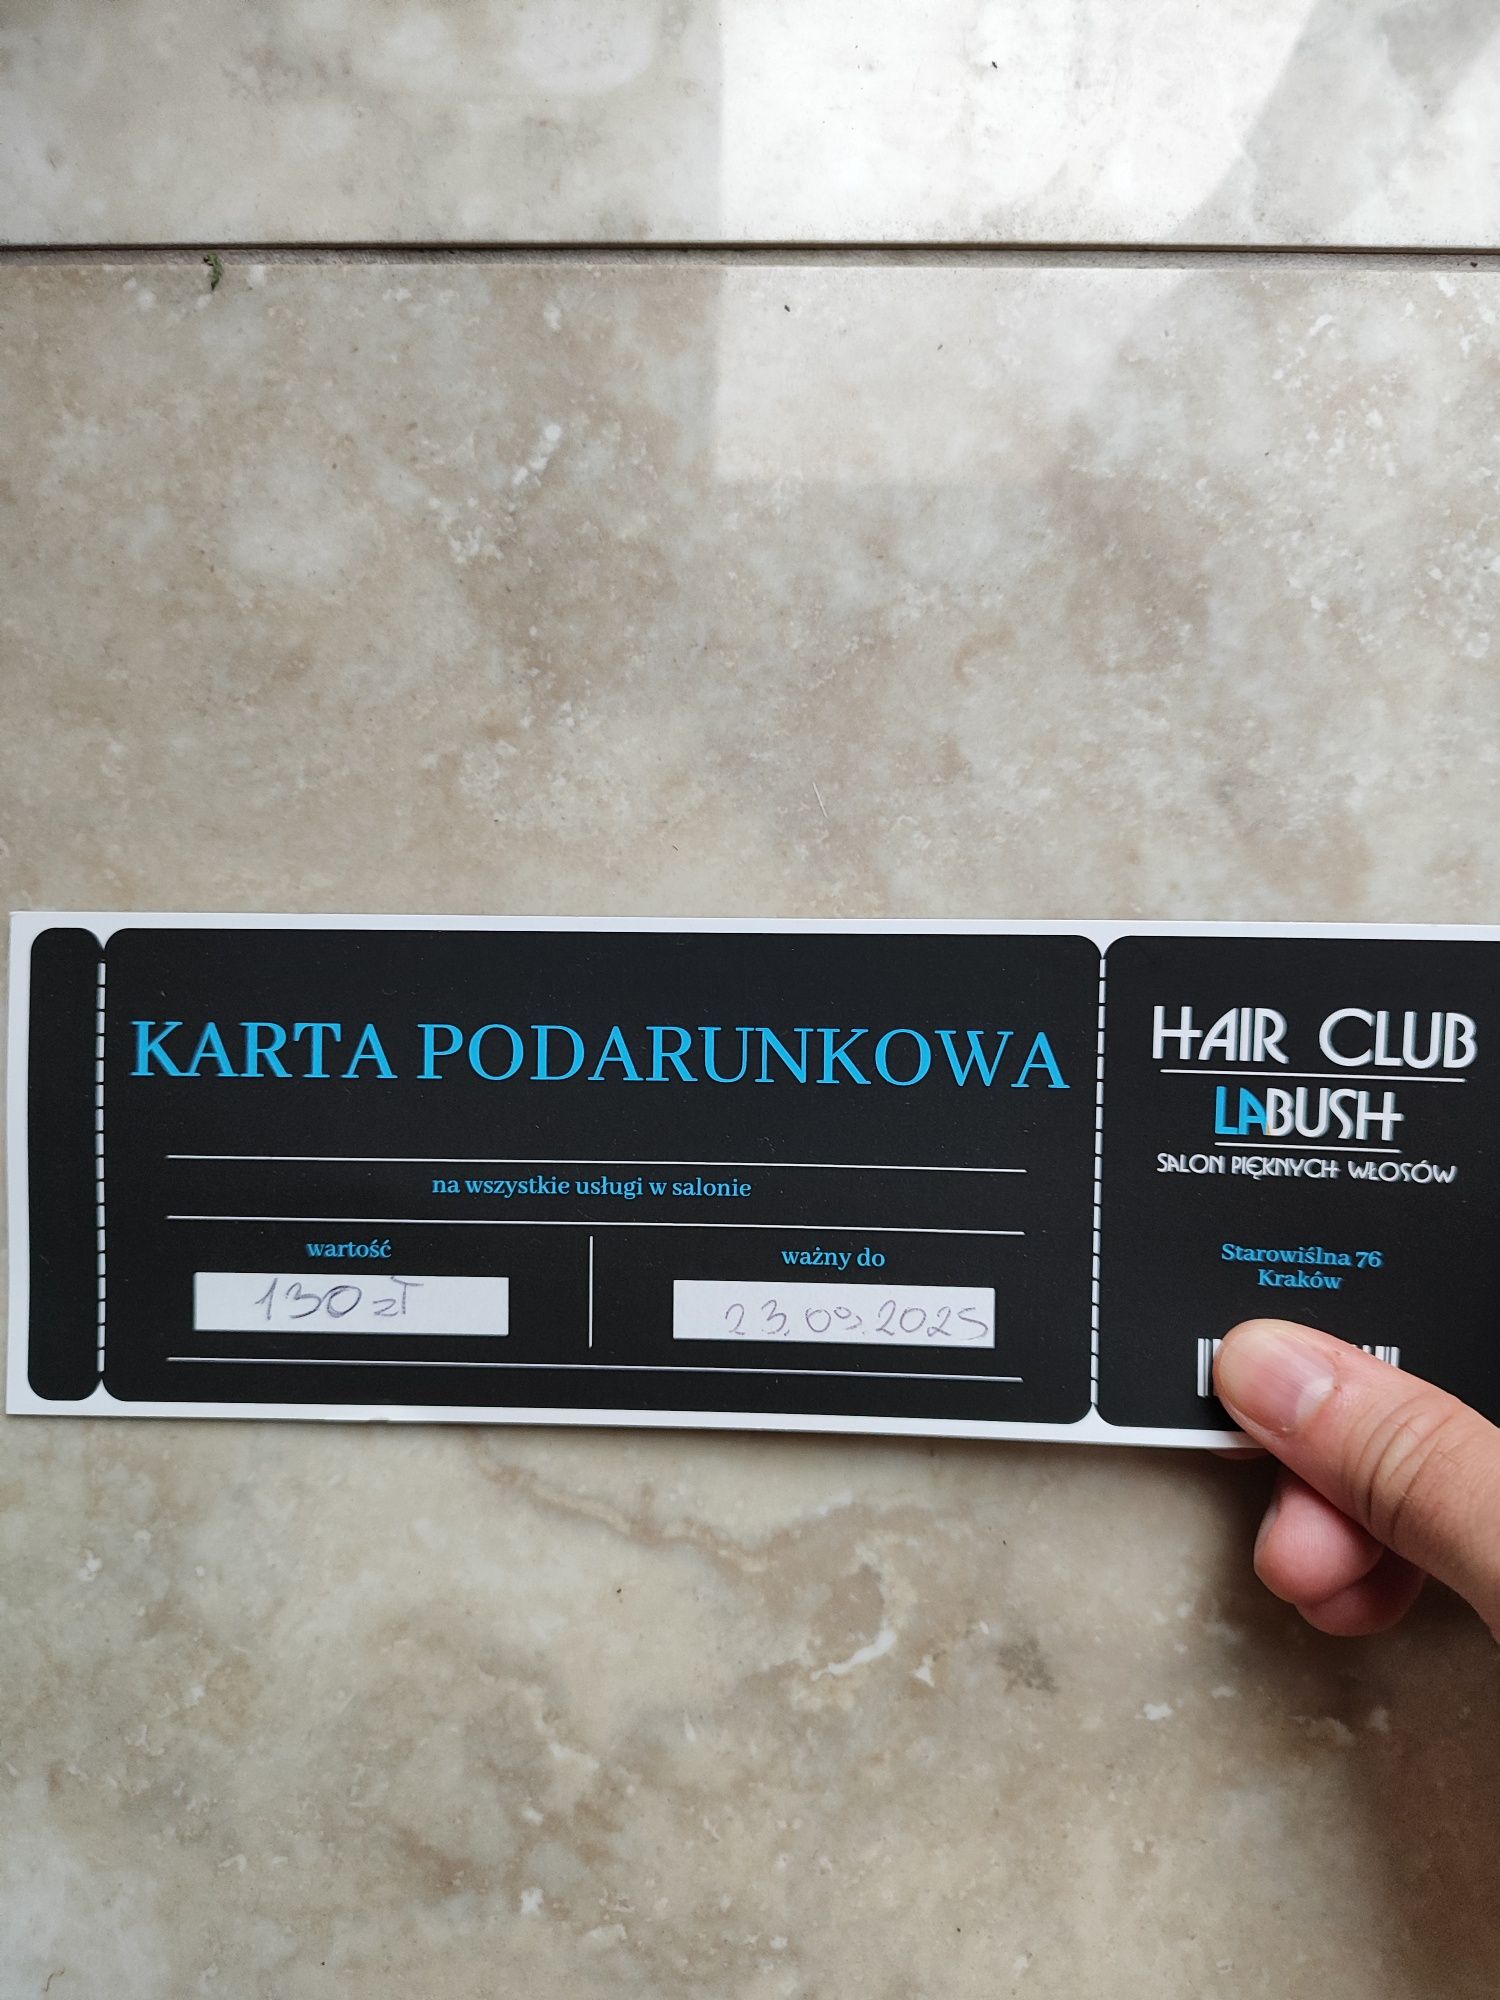 KARTA PODARUNKOWA
na wszystkie usługi w salonie
wartość
130 zł
ważny do
23.09.2025
HAIR CLUB
LABUSH
SALON PIĘKNYCH WŁOSÓW
Starowiślna 76
Kraków